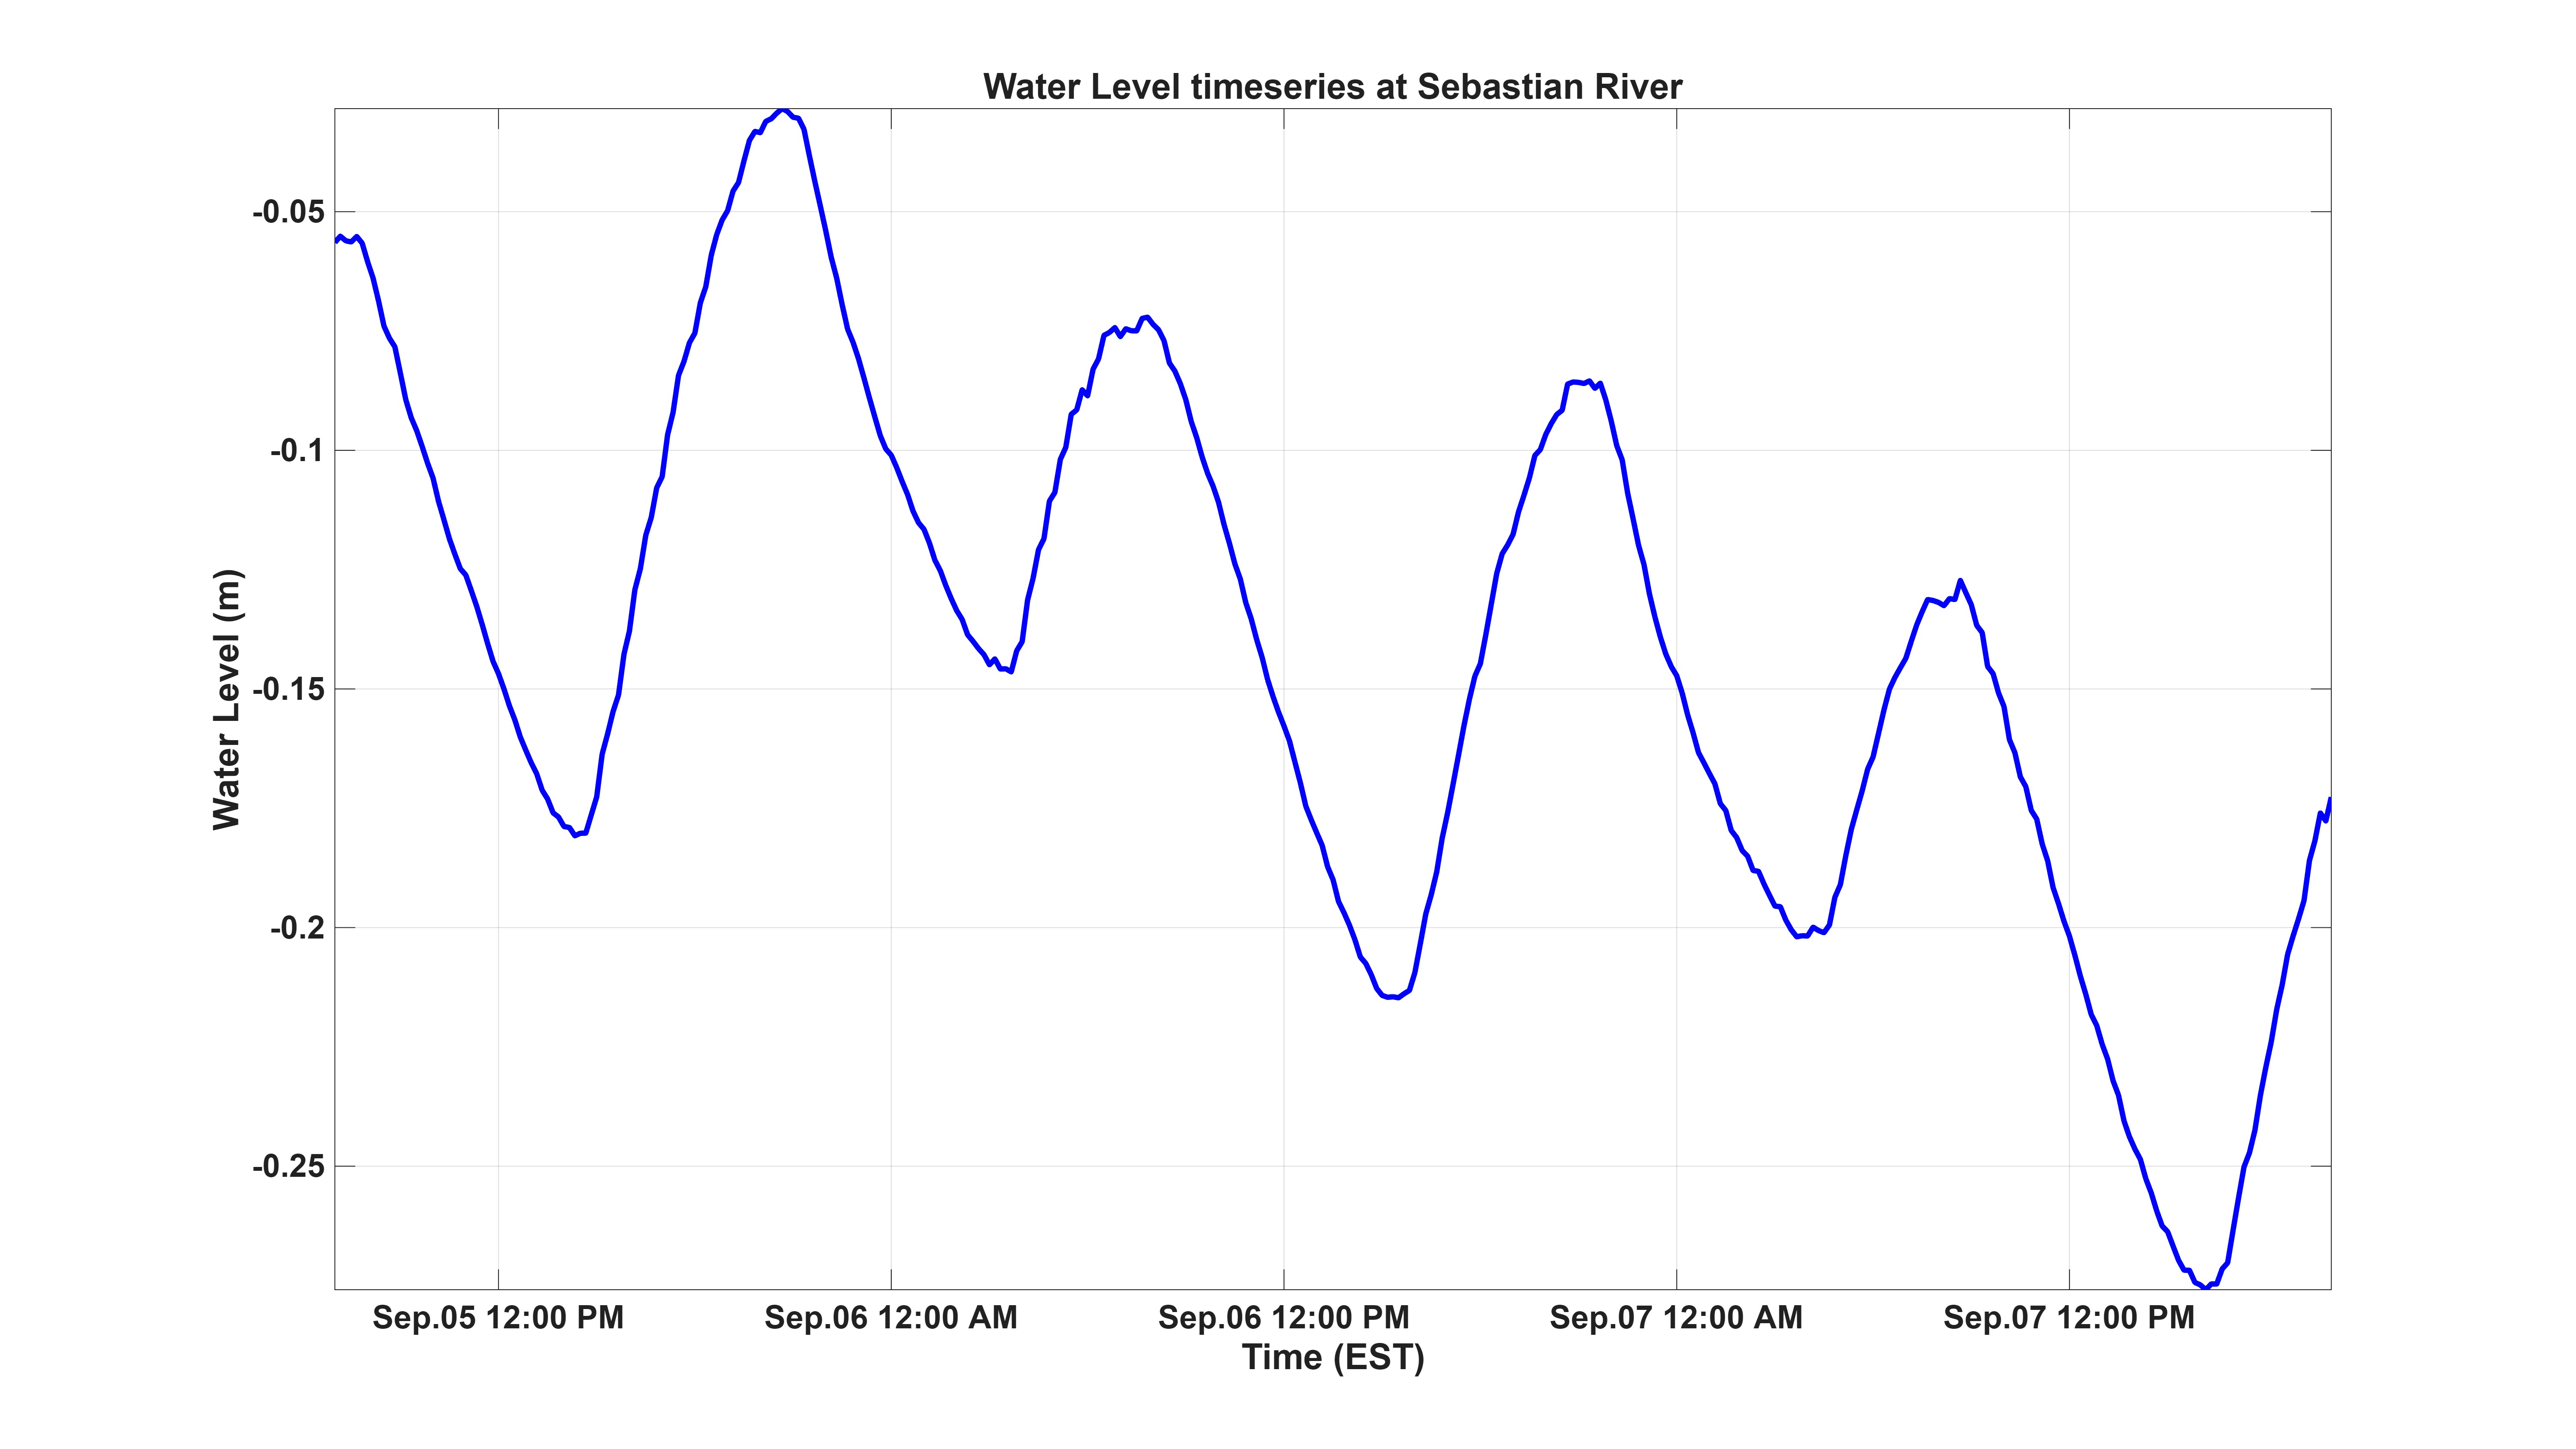 Water Level timeseries at Sebastian River
-0.05
-0.1
-0.15
-0.2
-0.25
Water Level (m)
Sep.05 12:00 PM
Sep.06 12:00 AM
Sep.06 12:00 PM
Sep.07 12:00 AM
Sep.07 12:00 PM
Time (EST)